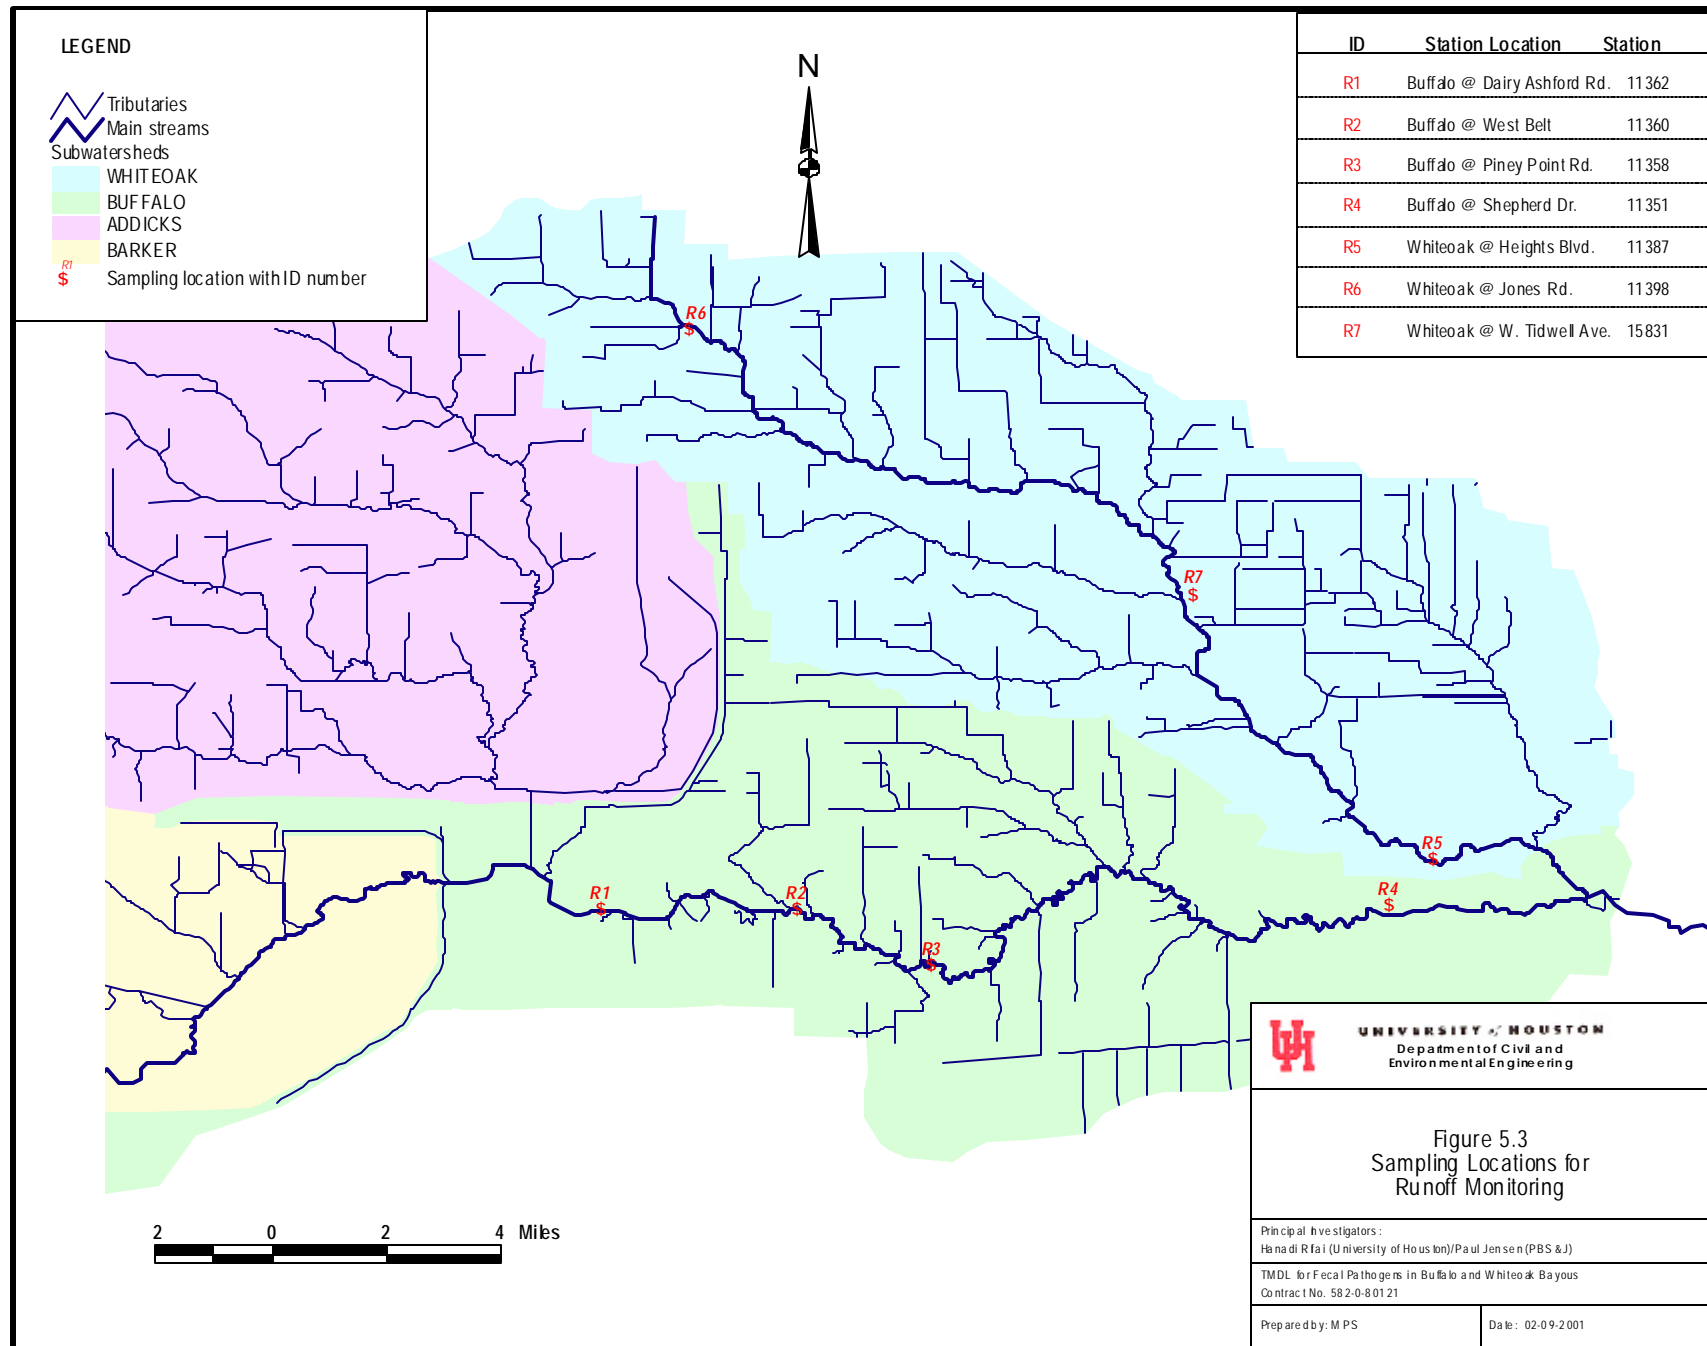 LEGEND
Tributaries
Main streams
Subwatersheds
WHITEOAK
BUFFALO
ADDICKS
BARKER
R1
$ Sampling location with ID number
N
ID Station Location Station
R1 Buffalo @ Dairy Ashford Rd. 11362
R2 Buffalo @ West Belt 11360
R3 Buffalo @ Piney Point Rd. 11358
R4 Buffalo @ Shepherd Dr. 11351
R5 Whiteoak @ Heights Blvd. 11387
R6 Whiteoak @ Jones Rd. 11398
R7 Whiteoak @ W. Tidwell Ave. 15831
R6
$
R7
$
R5
$
R1
$
R2
$
R4
$
R3
$
2 0 2 4 Miles
UH
UNIVERSITY of HOUSTON
Department of Civil and
Environmental Engineering
Figure 5.3
Sampling Locations for
Runoff Monitoring
Principal Investigators:
Hanadi Rifai (University of Houston)/Paul Jensen (PBS&J)
TMDL for Fecal Pathogens in Buffalo and Whiteoak Bayous
Contract No. 582-0-80121
Prepared by: MPS
Date: 02-09-2001